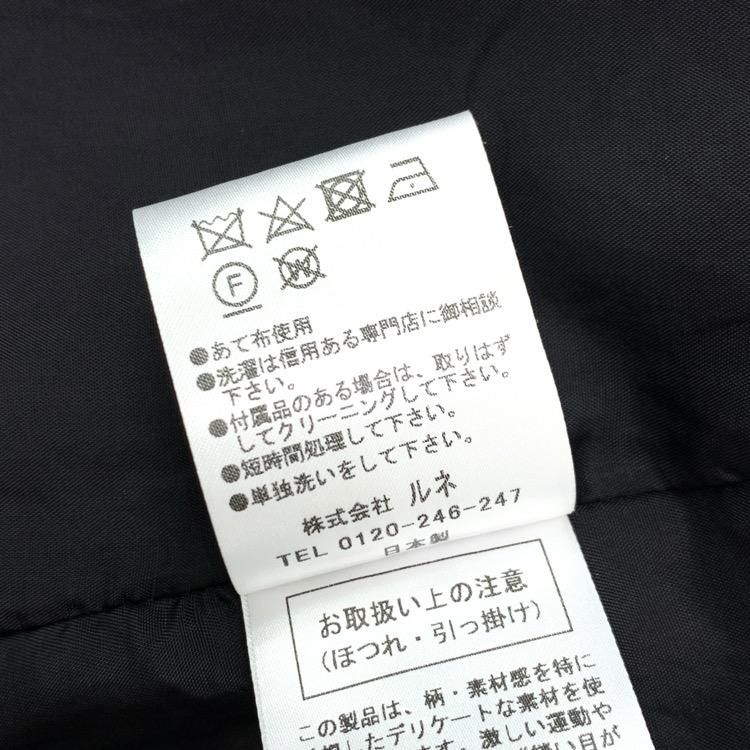 F
W
●あて布使用
●洗濯は信用ある専門店に御相談
下さい。
●付属品のある場合は、取りはず
してクリーニングして下さい。
●短時間処理して下さい。
●単独洗いをして下さい。
株式会社 ルネ
TEL 0120-246-247
日本製
お取扱い上の注意
(ほつれ・引っ掛け)
この製品は、柄・素材感を特に
したデリケートな素材を使
激しい運動や
い目が